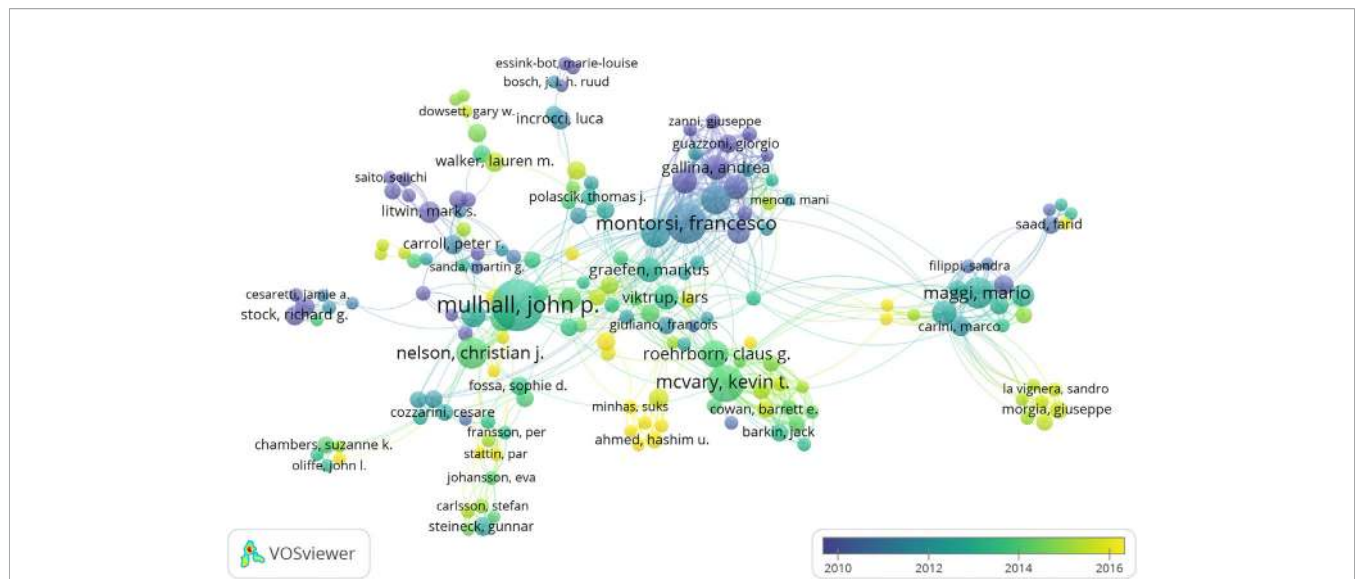 essink-bot, marie-louise
bosch, j. l. h. ruud
dowsett, gary w.
incrocci, luca
zanni, giuseppe
guazzoni, giorgio
walker, lauren m.
gallina, andrea
saito, seiichi
polascik, thomas j.
menon, mani
litwin, mark s.
montorsi, francesco
saad, farid
carroll, peter r.
sanda, martin g.
graefen, markus
filippi, sandra
cesaretti, jamie a.
mulhall, john p.
viktrup, lars
maggi, mario
stock, richard g.
giuliano, francois
carini, marco
nelson, christian j.
roehrborn, claus g.
fossa, sophie d.
mcvary, kevin t.
la vignera, sandro
cozzarini, cesare
minhas, suks
cowan, barrett e.
morgia, giuseppe
fransson, per
barkin, jack
chambers, suzanne k.
ahmed, hashim u.
stattin, par
oliffe, john l.
johansson, eva
carlsson, stefan
steineck, gunnar
VOSviewer
2010 2012 2014 2016